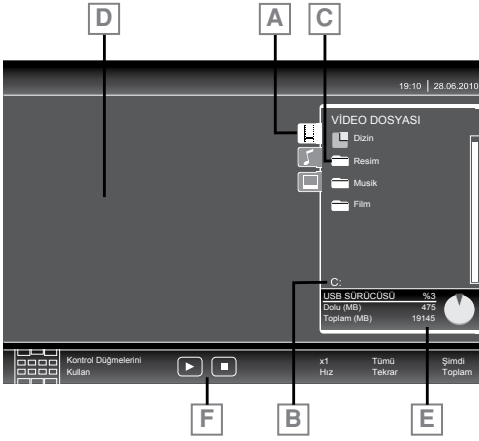 D A C
19:10 | 28.06.2010
VİDEO DOSYASI
Dizin
Resim
Musik
Film
C:
USB SÜRÜCÜSÜ %3
Dolu (MB) 475
Toplam (MB) 19145
Kontrol Düğmelerini
Kullan
x1 Tümü Şimdi
Hız Tekrar Toplam
F B E